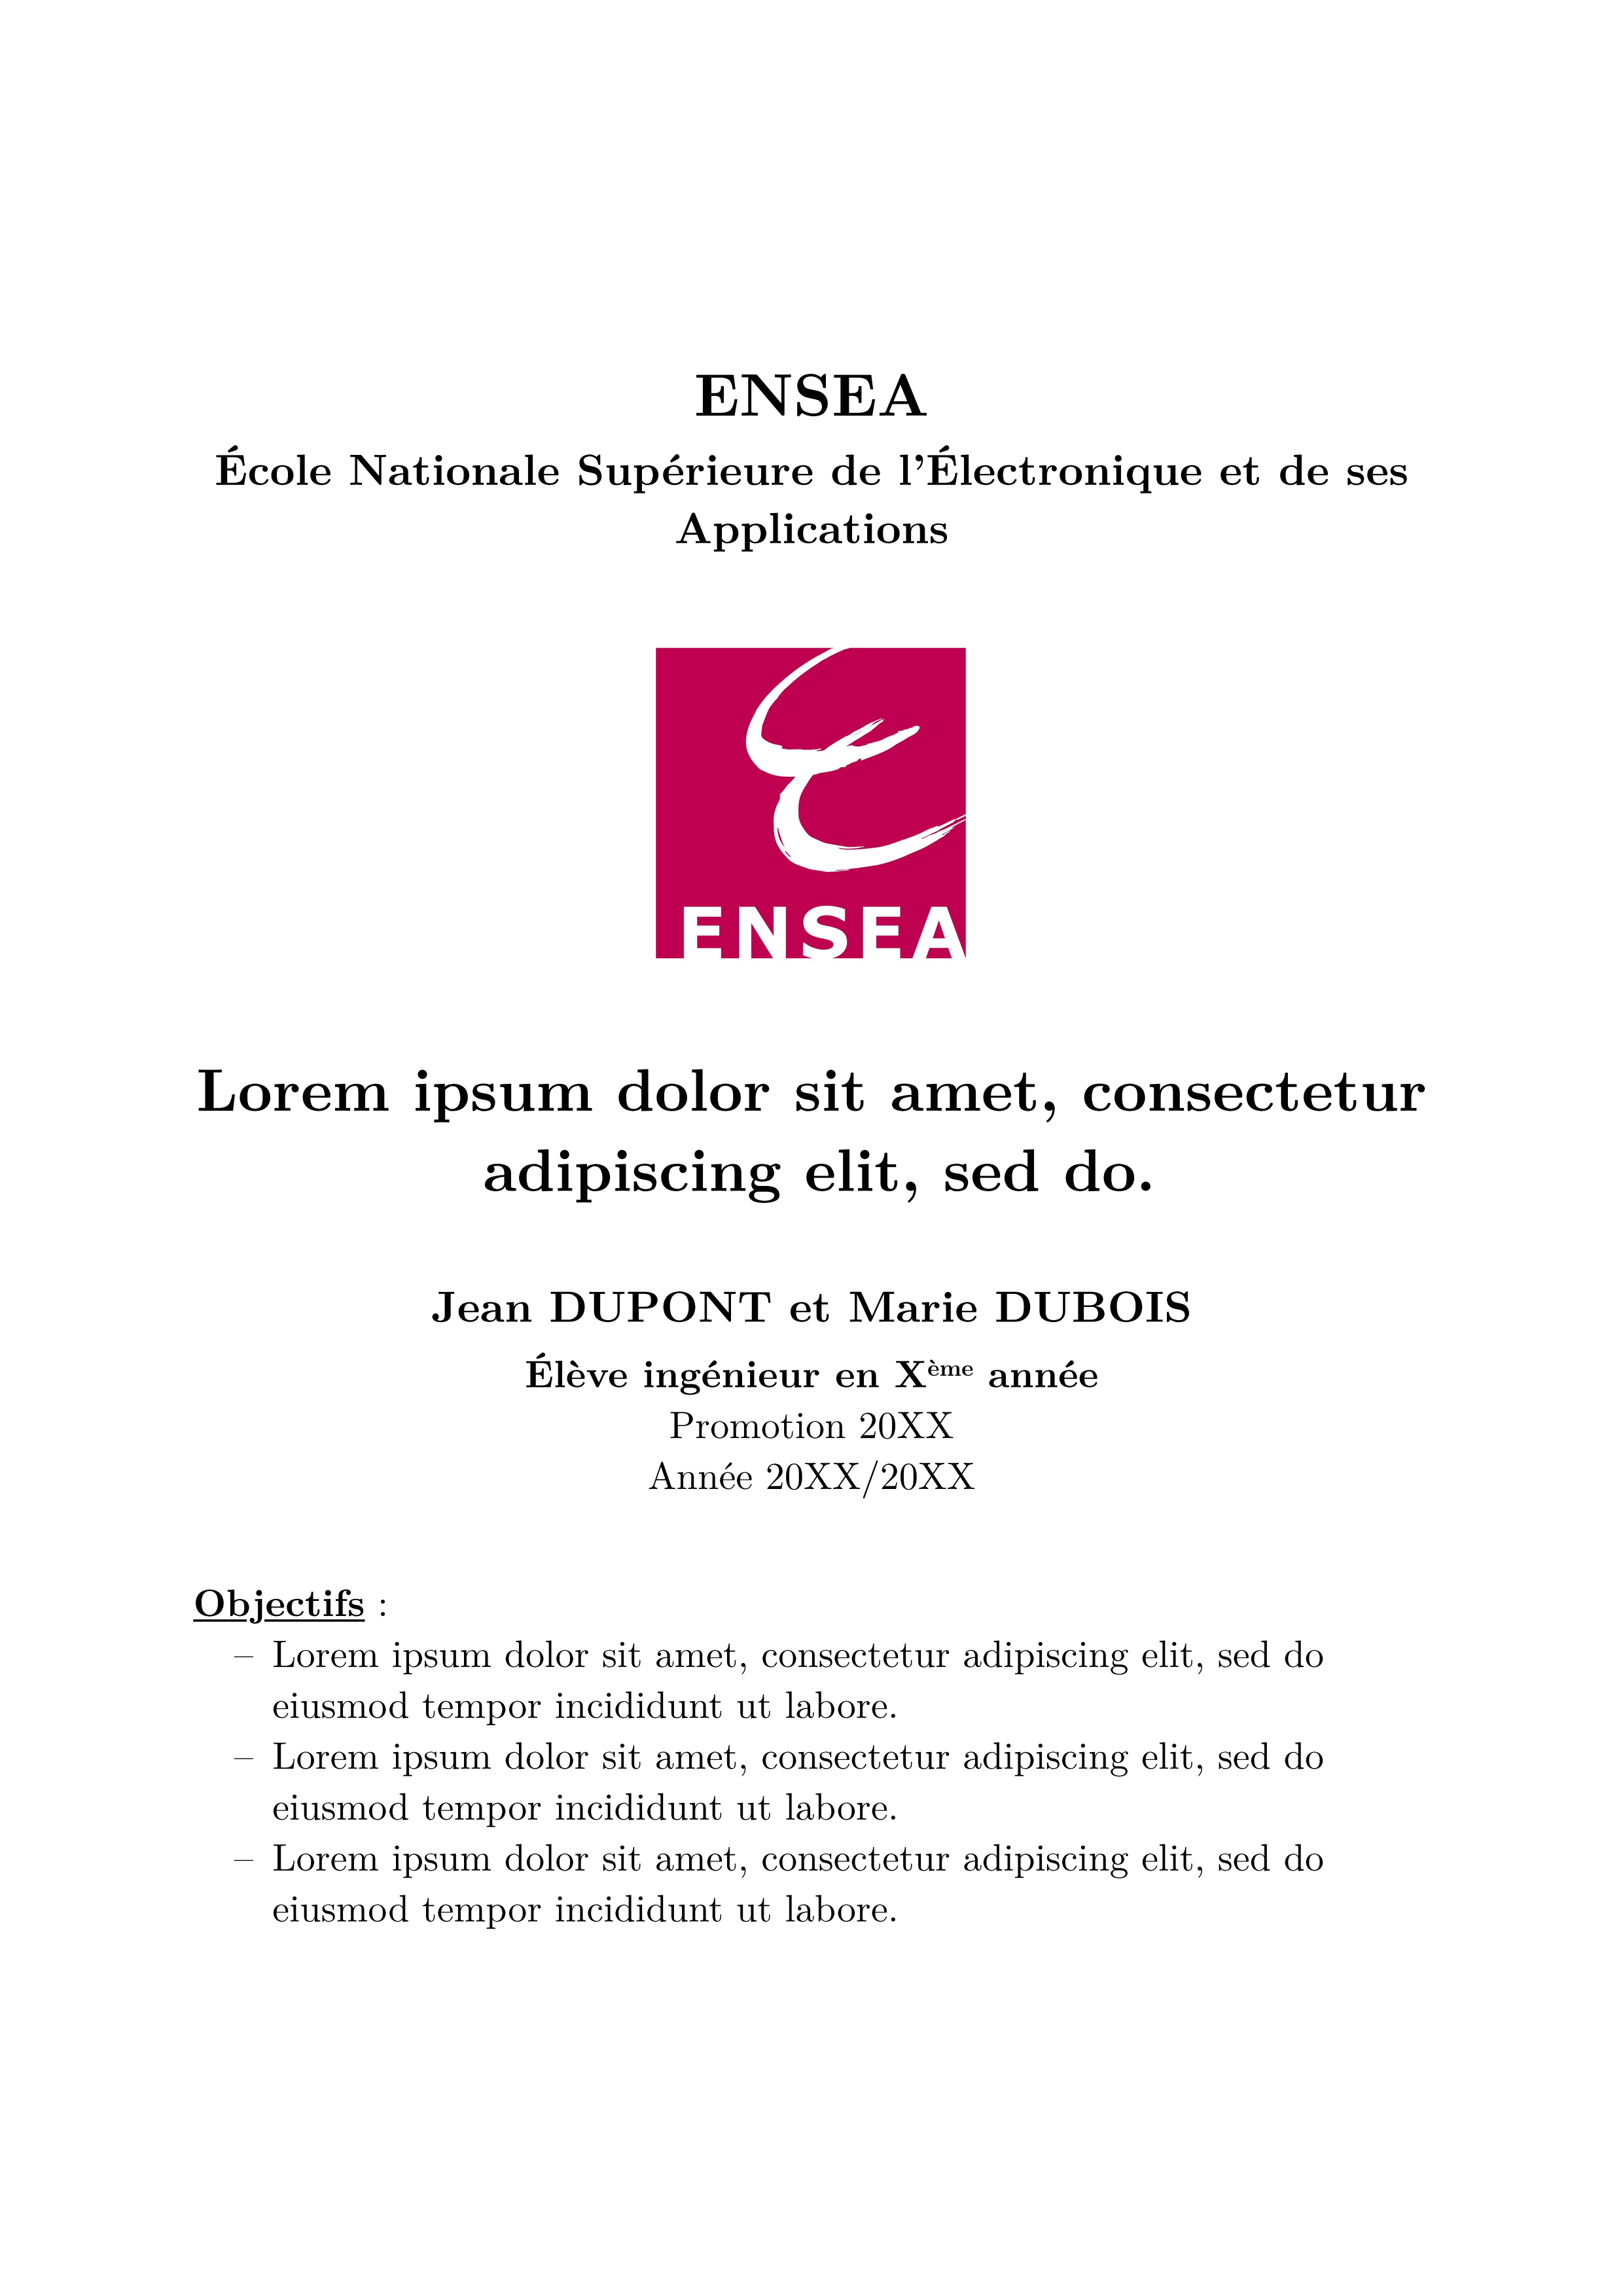 ENSEA
École Nationale Supérieure de l'Électronique et de ses
Applications
ENSEA
Lorem ipsum dolor sit amet, consectetur
adipiscing elit, sed do.
Jean DUPONT et Marie DUBOIS
Élève ingénieur en Xème année
Promotion 20XX
Année 20XX/20XX
Objectifs :
– Lorem ipsum dolor sit amet, consectetur adipiscing elit, sed do
eiusmod tempor incididunt ut labore.
– Lorem ipsum dolor sit amet, consectetur adipiscing elit, sed do
eiusmod tempor incididunt ut labore.
– Lorem ipsum dolor sit amet, consectetur adipiscing elit, sed do
eiusmod tempor incididunt ut labore.